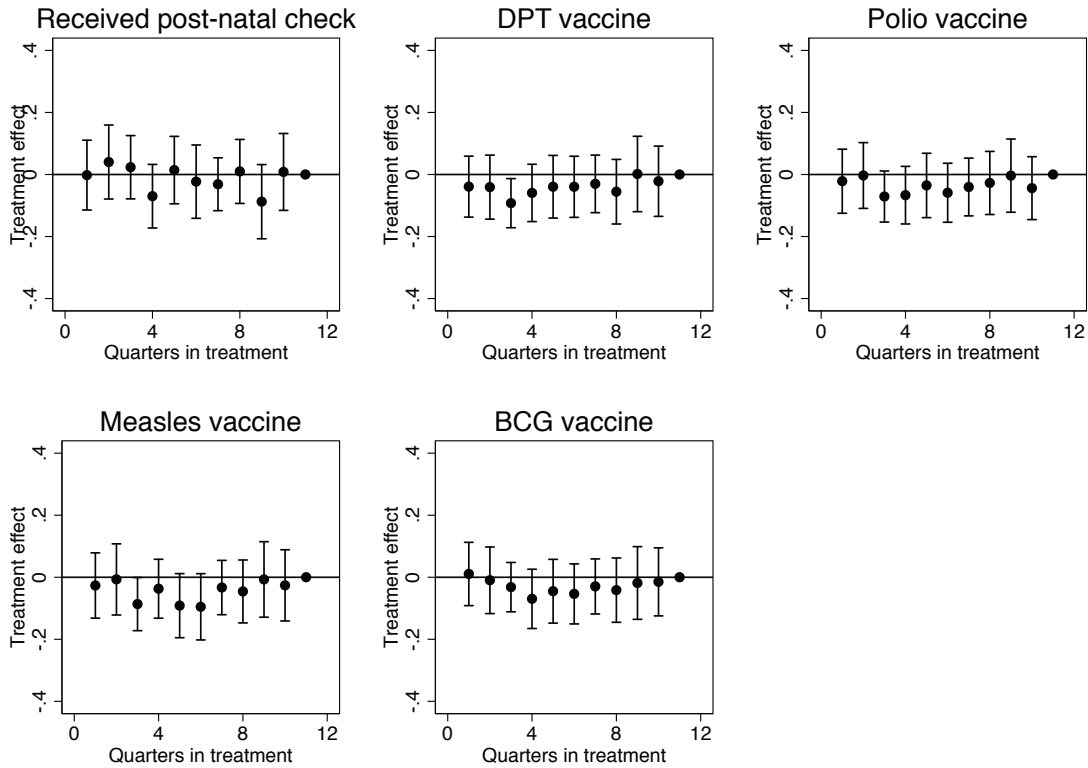 Received post-natal check
.4
.2
0
-.2
-.4
Treatment effect
0 4 8 12
Quarters in treatment
DPT vaccine
.4
.2
0
-.2
-.4
Treatment effect
0 4 8 12
Quarters in treatment
Polio vaccine
.4
.2
0
-.2
-.4
Treatment effect
0 4 8 12
Quarters in treatment
Measles vaccine
.4
.2
0
-.2
-.4
Treatment effect
0 4 8 12
Quarters in treatment
BCG vaccine
.4
.2
0
-.2
-.4
Treatment effect
0 4 8 12
Quarters in treatment